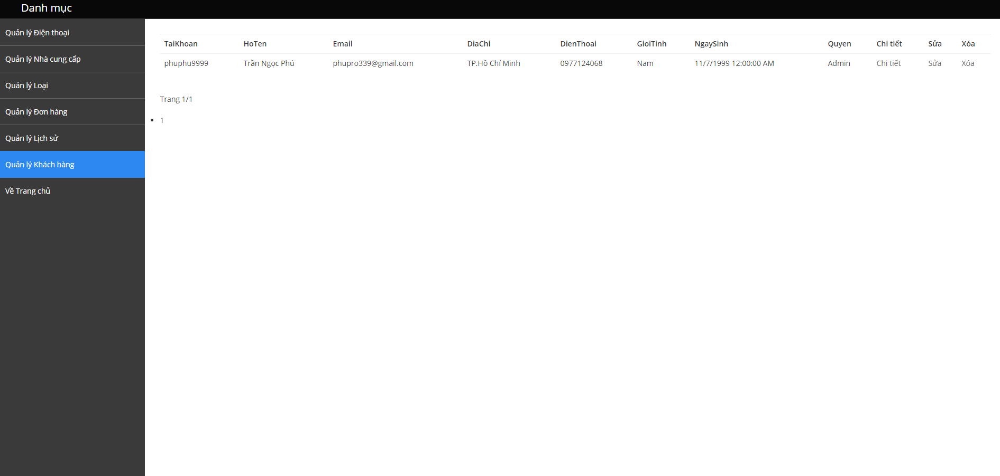 Danh mục
Quản lý Điện thoại
Quản lý Nhà cung cấp
Quản lý Loại
Quản lý Đơn hàng
Quản lý Lịch sử
Quản lý Khách hàng
Về Trang chủ
TaiKhoan HoTen Email DiaChi DienThoai GioiTinh NgaySinh Quyen Chi tiết Sửa Xóa
phuphu9999 Trần Ngọc Phú phupro339@gmail.com TP.Hồ Chí Minh 0977124068 Nam 11/7/1999 12:00:00 AM Admin Chi tiết Sửa Xóa
Trang 1/1
1